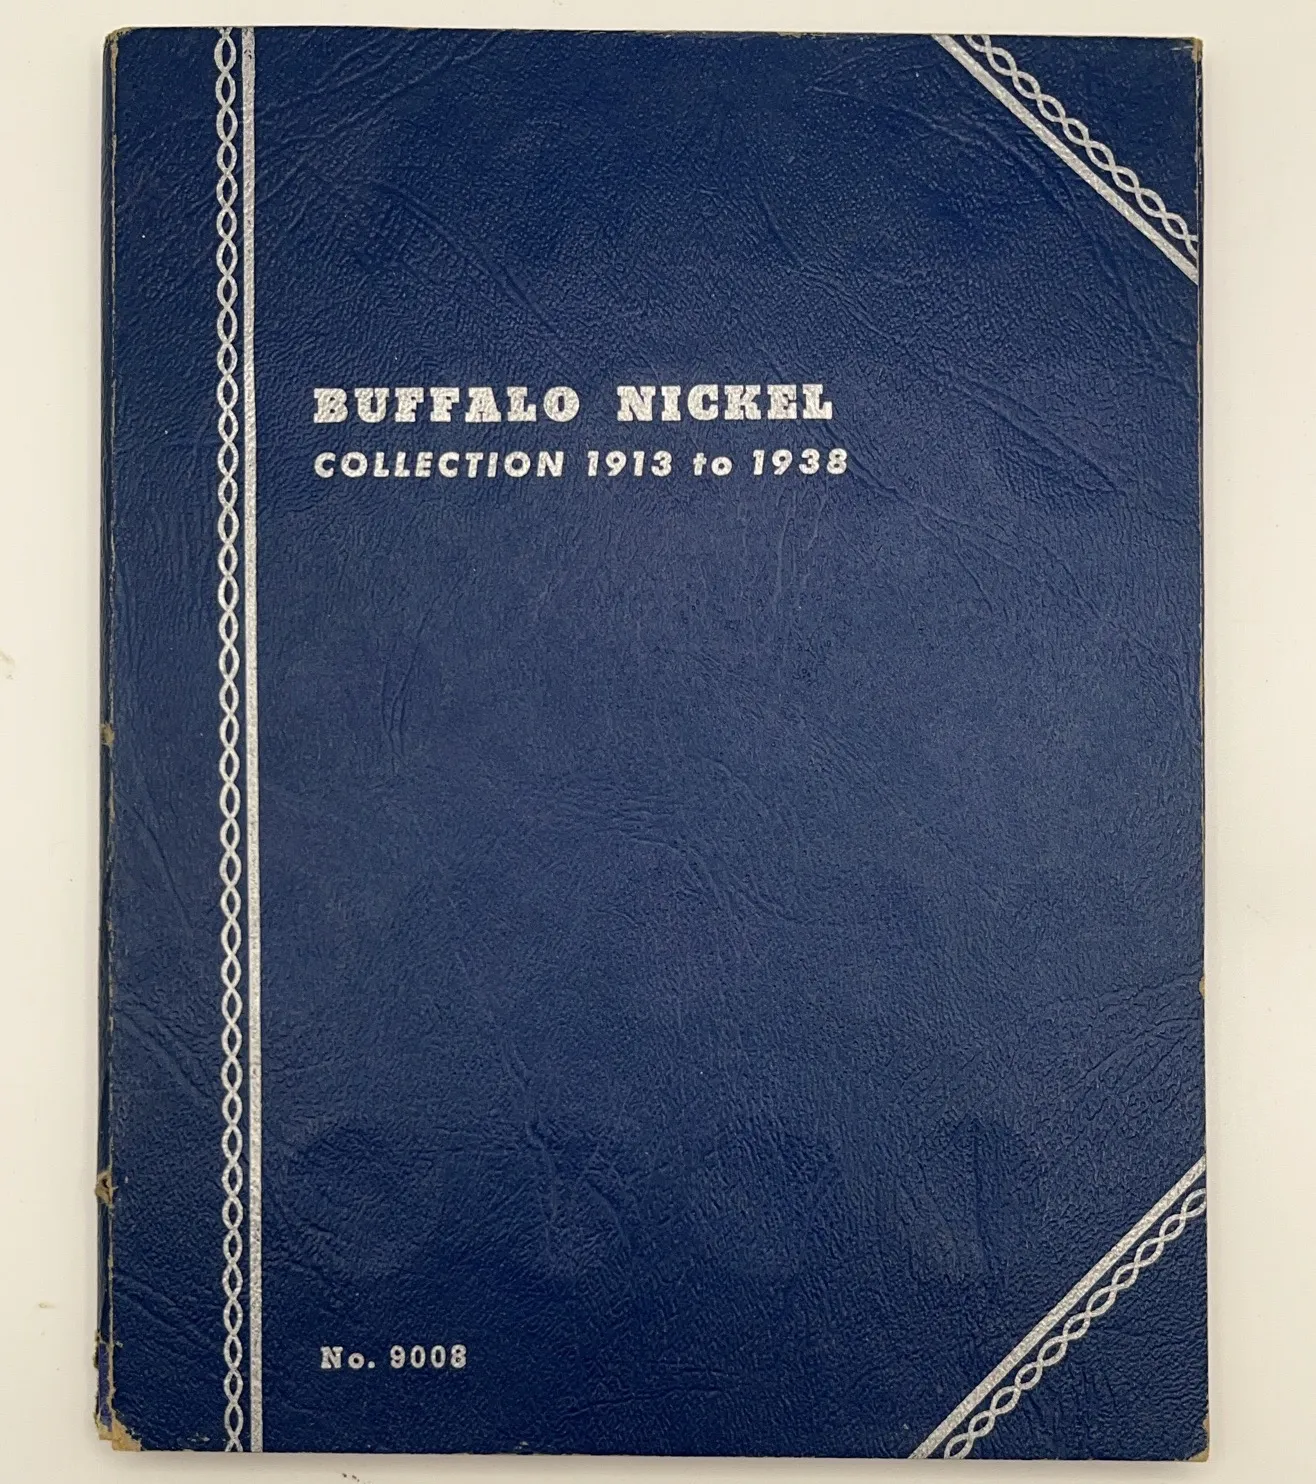 BUFFALO NICKEL
COLLECTION 1913 to 1938
No. 9008